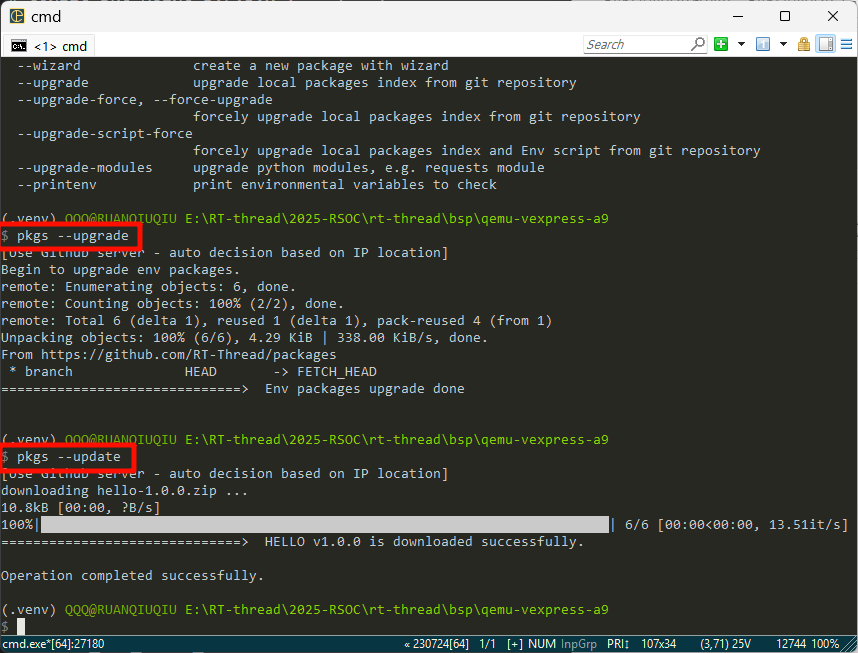 cmd
<1> cmd
Search
--wizard create a new package with wizard
--upgrade upgrade local packages index from git repository
--upgrade-force, --force-upgrade
forcely upgrade local packages index from git repository
--upgrade-script-force
forcely upgrade local packages index and Env script from git repository
--upgrade-modules upgrade python modules, e.g. requests module
--printenv print environmental variables to check
(.venv) QQQ@RUANQIUQIU E:\RT-thread\2025-RSOC\rt-thread\bsp\qemu-vexpress-a9
$ pkgs --upgrade
[Use Github server - auto decision based on IP location]
Begin to upgrade env packages.
remote: Enumerating objects: 6, done.
remote: Counting objects: 100% (2/2), done.
remote: Total 6 (delta 1), reused 1 (delta 1), pack-reused 4 (from 1)
Unpacking objects: 100% (6/6), 4.29 KiB | 338.00 KiB/s, done.
From https://github.com/RT-Thread/packages
* branch HEAD -> FETCH_HEAD
==============================> Env packages upgrade done
(.venv) QQQ@RUANQIUQIU E:\RT-thread\2025-RSOC\rt-thread\bsp\qemu-vexpress-a9
$ pkgs --update
[Use Github server - auto decision based on IP location]
downloading hello-1.0.0.zip ...
10.8kB [00:00, ?B/s]
100%| | 6/6 [00:00<00:00, 13.51it/s]
==============================> HELLO v1.0.0 is downloaded successfully.
Operation completed successfully.
(.venv) QQQ@RUANQIUQIU E:\RT-thread\2025-RSOC\rt-thread\bsp\qemu-vexpress-a9
$
cmd.exe*[64]:27180 « 230724[64] 1/1 [+] NUM InpGrp PRI↕ 107x34 (3,71) 25V 12744 100%